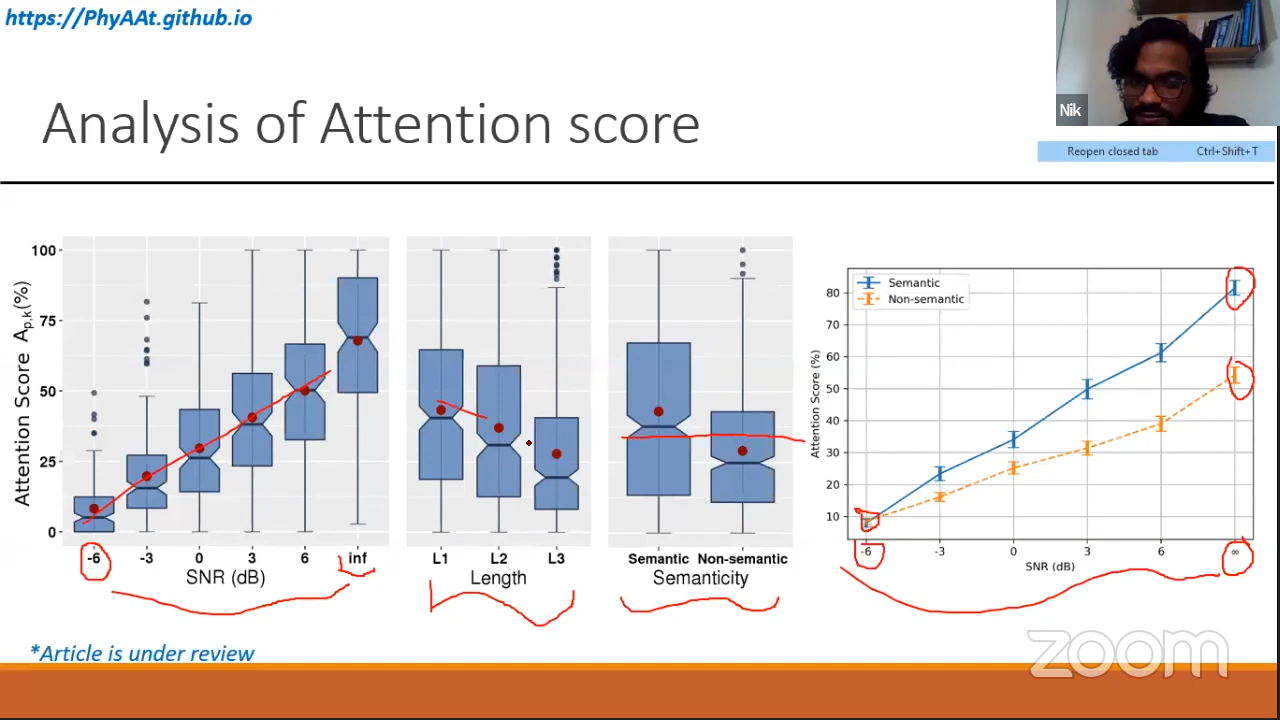 https://PhyAAt.github.io
Nik
Reopen closed tab Ctrl+Shift+T
Analysis of Attention score
Attention Score A_{p,k}(%)
100
75
50
25
0
-6 -3 0 3 6 inf
SNR (dB)
L1 L2 L3
Length
Semantic Non-semantic
Semanticity
Semantic
Non-semantic
Attention Score (%)
80
70
60
50
40
30
20
10
-6 -3 0 3 6 ∞
SNR (dB)
*Article is under review
zoom